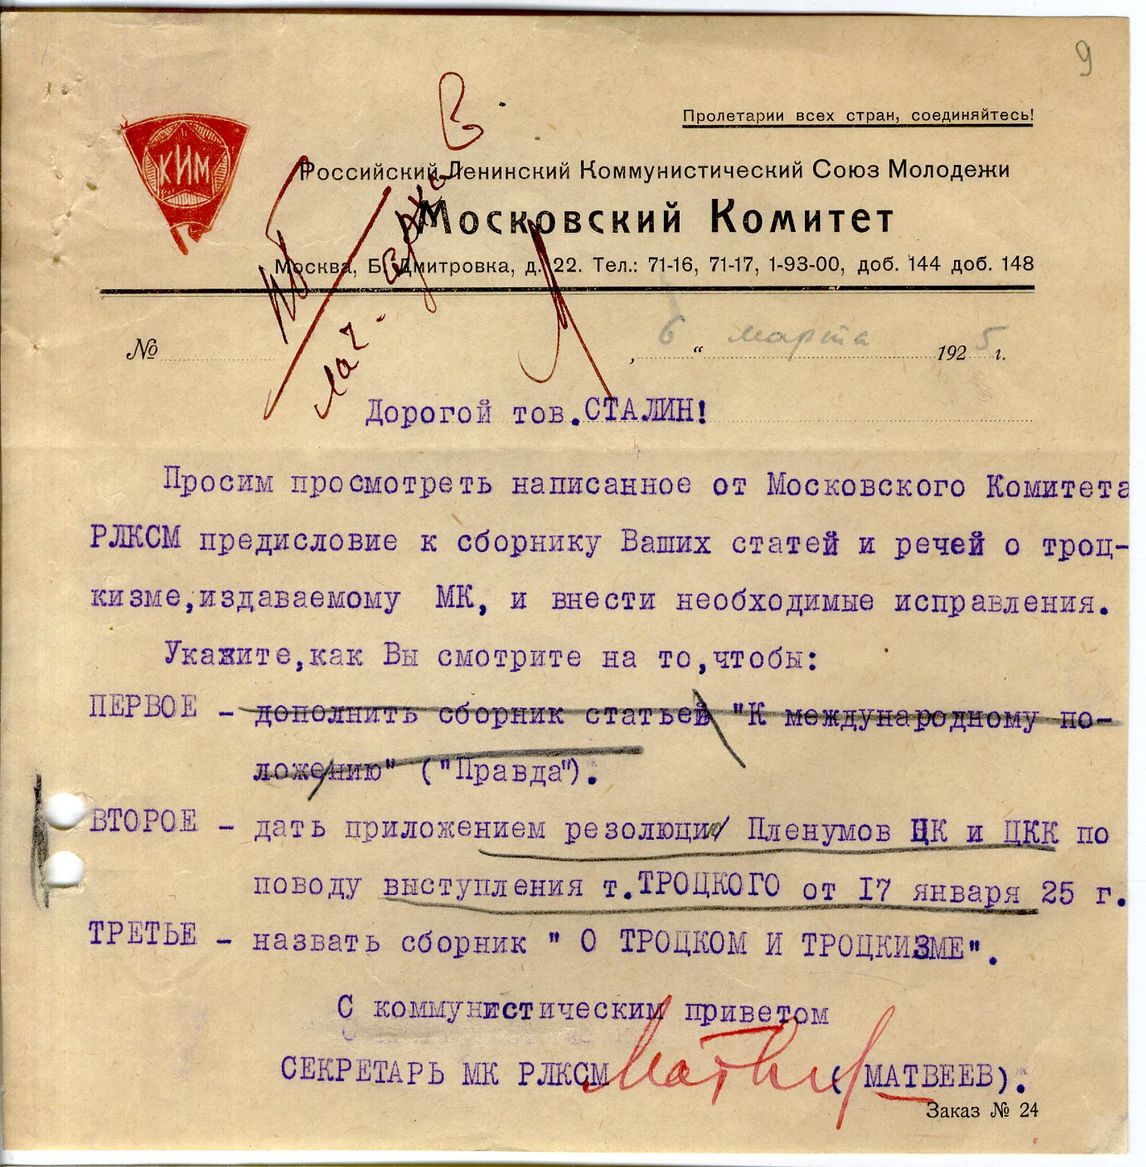 9
Пролетарии всех стран, соединяйтесь!
КИМ
Российский Ленинский Коммунистический Союз Молодежи
Московский Комитет
Москва, Б. Дмитровка, д. 22. Тел.: 71-16, 71-17, 1-93-00, доб. 144 доб. 148
№ „ 6 “ марта 1925 г.
Дорогой тов.СТАЛИН!
Просим просмотреть написанное от Московского Комитета
РЛКСМ предисловие к сборнику Ваших статей и речей о троц-
кизме,издаваемому МК, и внести необходимые исправления.
Укажите,как Вы смотрите на то,чтобы:
ПЕРВОЕ - дополнить сборник статьей "К международному по-
ложению" ("Правда").
ВТОРОЕ - дать приложением резолюции Пленумов ЦК и ЦКК по
поводу выступления т.ТРОЦКОГО от 17 января 25 г.
ТРЕТЬЕ - назвать сборник " О ТРОЦКОМ И ТРОЦКИЗМЕ".
С коммунистическим приветом
СЕКРЕТАРЬ МК РЛКСМ Матвеев (МАТВЕЕВ).
Заказ № 24